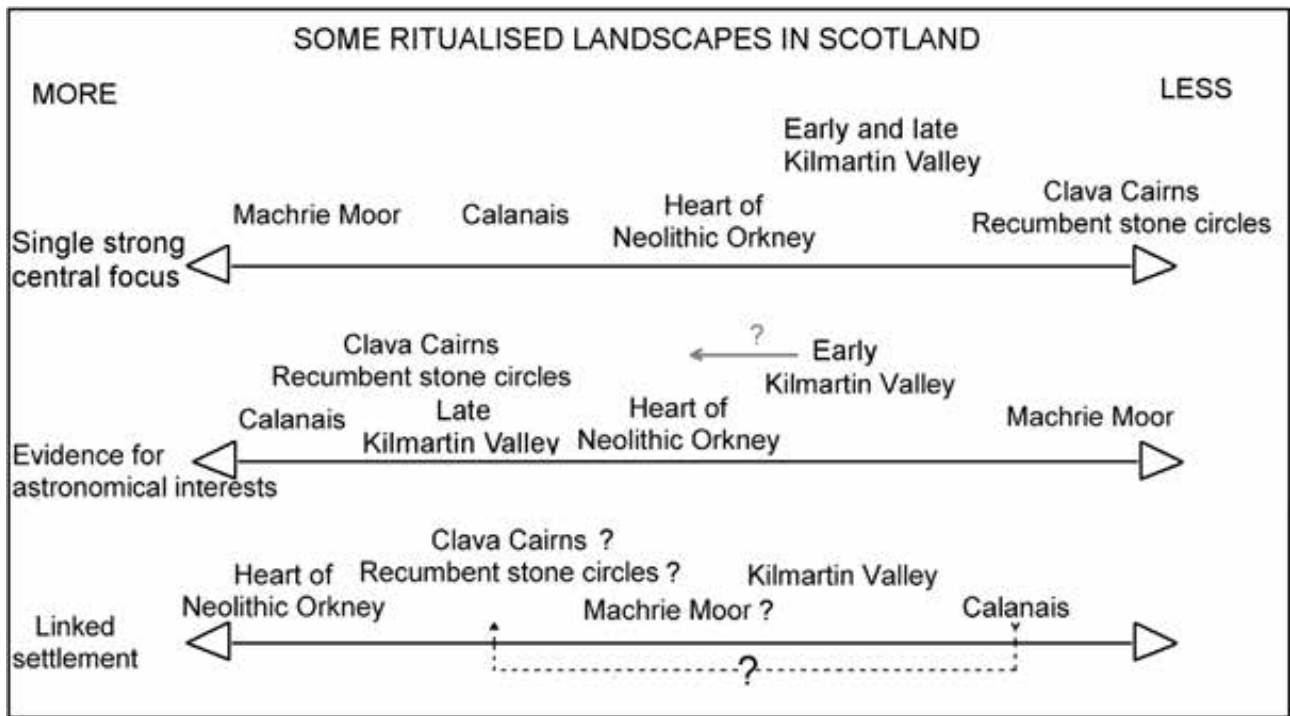 SOME RITUALISED LANDSCAPES IN SCOTLAND
MORE
LESS
Early and late
Kilmartin Valley
Machrie Moor
Calanais
Heart of
Neolithic Orkney
Clava Cairns
Recumbent stone circles
Single strong
central focus
Clava Cairns
Recumbent stone circles
?
Early
Kilmartin Valley
Calanais
Late
Kilmartin Valley
Heart of
Neolithic Orkney
Machrie Moor
Evidence for
astronomical interests
Heart of
Neolithic Orkney
Clava Cairns ?
Recumbent stone circles ?
Kilmartin Valley
Machrie Moor ?
Calanais
Linked
settlement
?